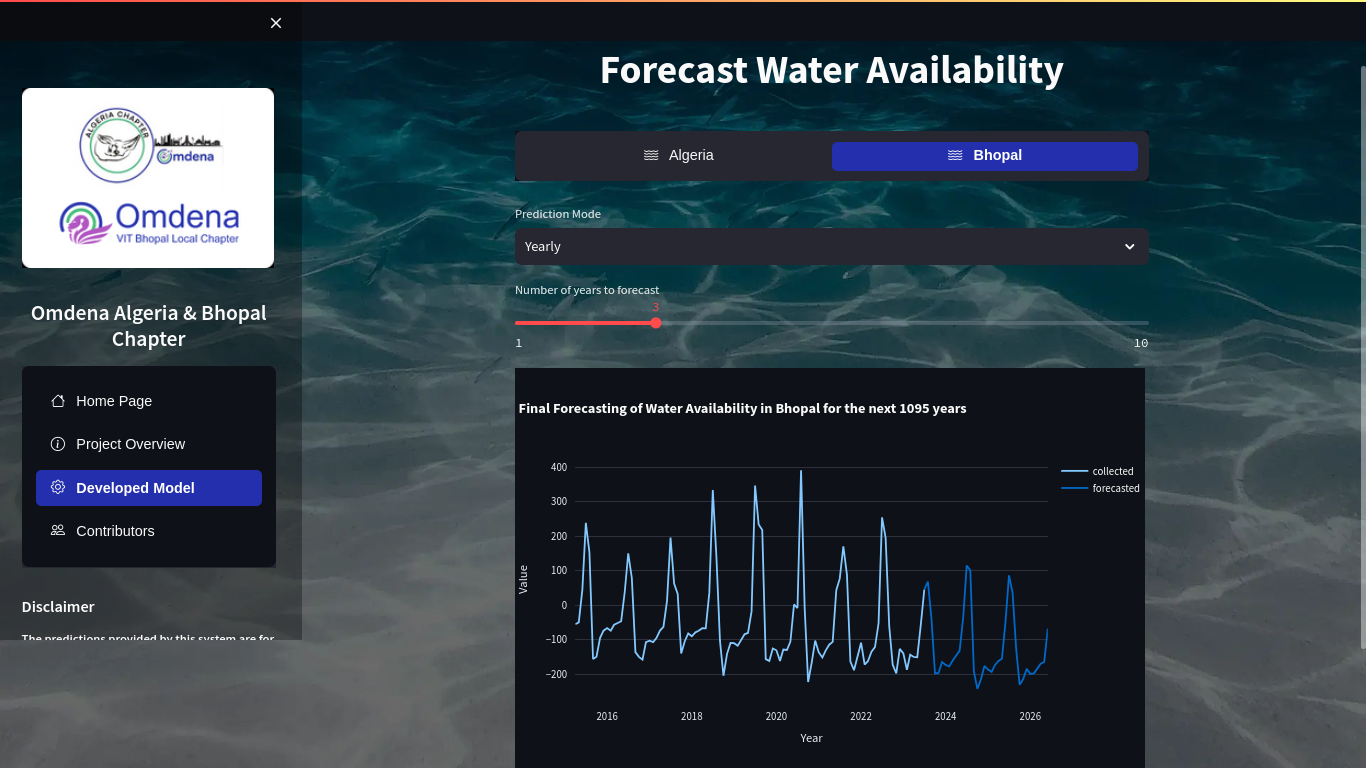 ALGERIA CHAPTER
Omdena
Omdena
VIT Bhopal Local Chapter
Omdena Algeria & Bhopal
Chapter
Home Page
Project Overview
Developed Model
Contributors
Disclaimer
The predictions provided by this system are for
Forecast Water Availability
Algeria
Bhopal
Prediction Mode
Yearly
Number of years to forecast
3
1
10
Final Forecasting of Water Availability in Bhopal for the next 1095 years
collected
forecasted
400
300
200
100
0
−100
−200
Value
2016
2018
2020
2022
2024
2026
Year